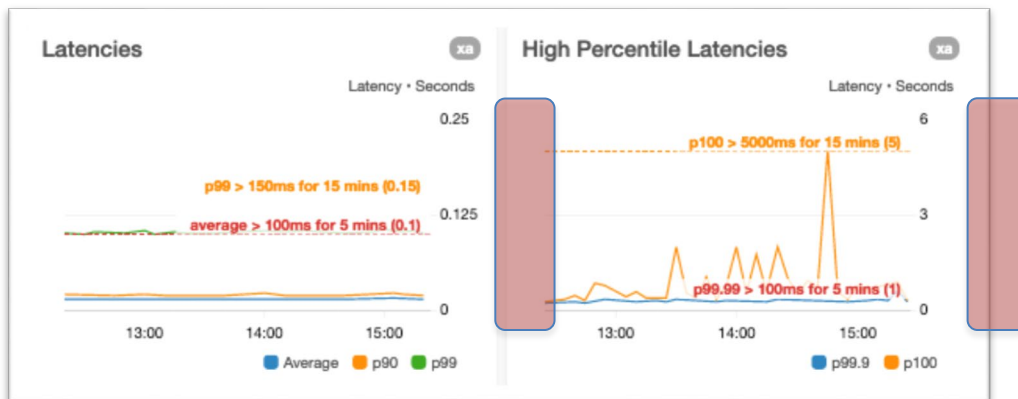 Latencies
xa
Latency • Seconds
0.25
p99 > 150ms for 15 mins (0.15)
0.125
average > 100ms for 5 mins (0.1)
0
13:00
14:00
15:00
Average
p90
p99
High Percentile Latencies
xa
Latency • Seconds
6
p100 > 5000ms for 15 mins (5)
3
p99.99 > 100ms for 5 mins (1)
0
13:00
14:00
15:00
p99.9
p100